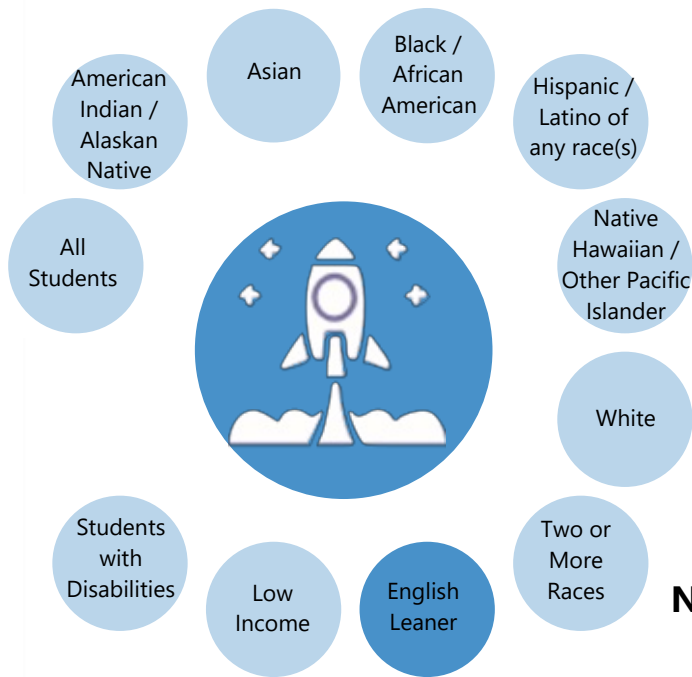 American
Indian /
Alaskan
Native
Asian
Black /
African
American
Hispanic /
Latino of
any race(s)
All
Students
Native
Hawaiian /
Other Pacific
Islander
White
Students
with
Disabilities
Low
Income
English
Leaner
Two or
More
Races
N